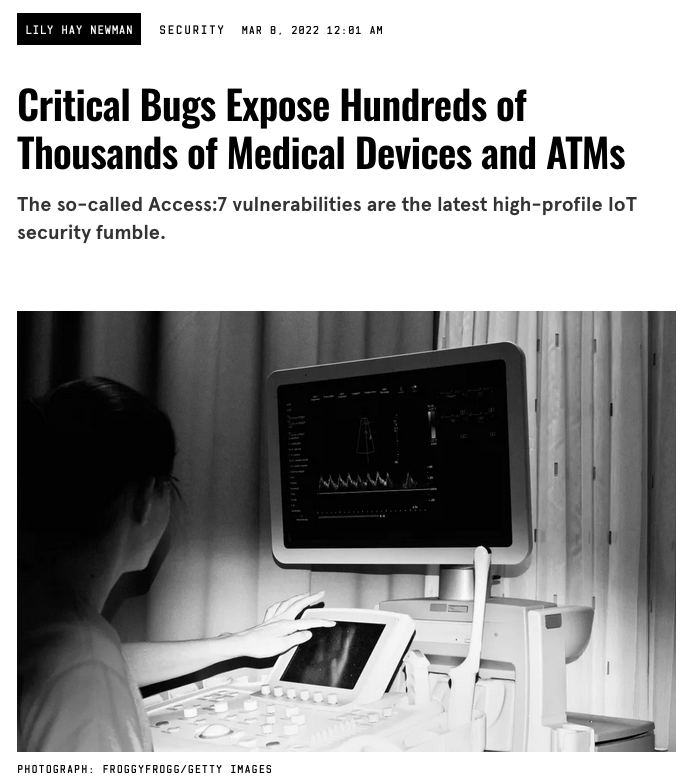 LILY HAY NEWMAN SECURITY MAR 8, 2022 12:01 AM
Critical Bugs Expose Hundreds of
Thousands of Medical Devices and ATMs
The so-called Access:7 vulnerabilities are the latest high-profile IoT
security fumble.
PHOTOGRAPH: FROGGYFROGG/GETTY IMAGES